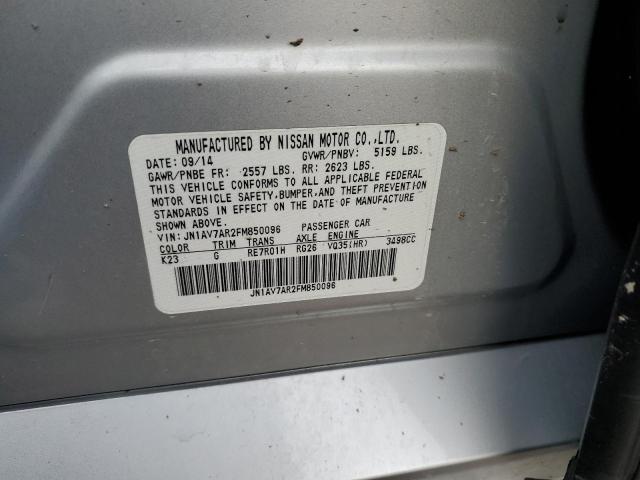 MANUFACTURED BY NISSAN MOTOR CO.,LTD.
DATE: 09/14 GVWR/PNBV: 5159 LBS.
GAWR/PNBE FR: 2557 LBS. RR: 2623 LBS.
THIS VEHICLE CONFORMS TO ALL APPLICABLE FEDERAL
MOTOR VEHICLE SAFETY, BUMPER, AND THEFT PREVENTION
STANDARDS IN EFFECT ON THE DATE OF MANUFACTURE
SHOWN ABOVE.
VIN: JN1AV7AR2FM850096 PASSENGER CAR
COLOR TRIM TRANS AXLE ENGINE
K23 G RE7R01H RG26 VQ35(HR) 3498CC
JN1AV7AR2FM850096